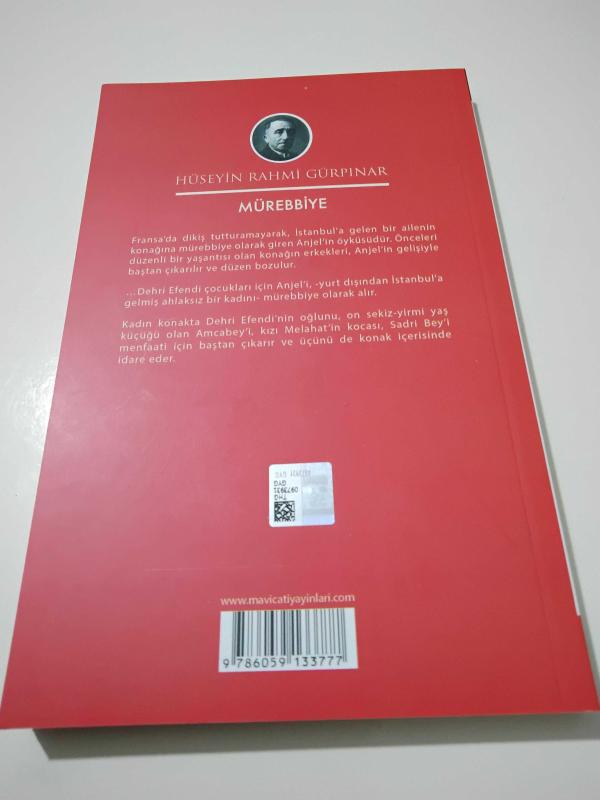 HÜSEYİN RAHMİ GÜRPINAR
MÜREBBİYE
Fransa'da dikiş tutturamayarak, İstanbul'a gelen bir ailenin
konağına mürebbiye olarak giren Anjel'in öyküsüdür. Önceleri
düzenli bir yaşantısı olan konağın erkekleri, Anjel'in gelişiyle
baştan çıkarılır ve düzen bozulur.
...Dehri Efendi çocukları için Anjel'i, -yurt dışından İstanbul'a
gelmiş ahlaksız bir kadını- mürebbiye olarak alır.
Kadın konakta Dehri Efendi'nin oğlunu, on sekiz-yirmi yaş
küçüğü olan Amcabey'i, kızı Melahat'in kocası, Sadri Bey'i
menfaati için baştan çıkarır ve üçünü de konak içerisinde
idare eder.
THG
0973931
GYG
www.mavicatiyayinlari.com
9 786059 133777